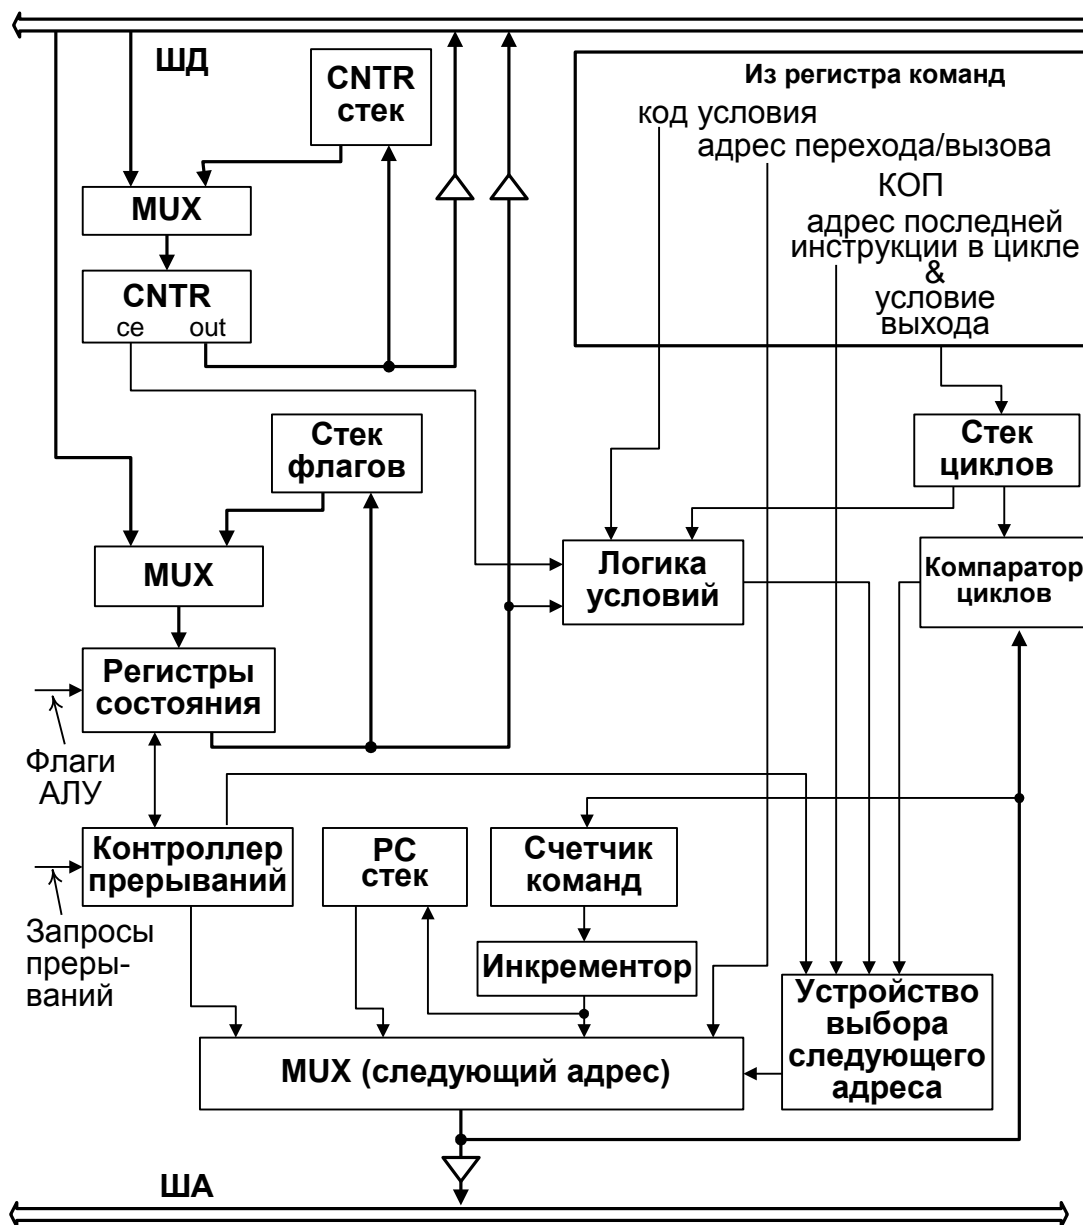 ШД
CNTR
стек
Из регистра команд
код условия
адрес перехода/вызова
КОП
адрес последней
инструкции в цикле
&
условие
выхода
MUX
CNTR
ce out
Стек
флагов
Стек
циклов
MUX
Логика
условий
Компаратор
циклов
Регистры
состояния
Флаги
АЛУ
Контроллер
прерываний
PC
стек
Счетчик
команд
Запросы
преры-
ваний
Инкрементор
Устройство
выбора
следующего
адреса
MUX (следующий адрес)
ША